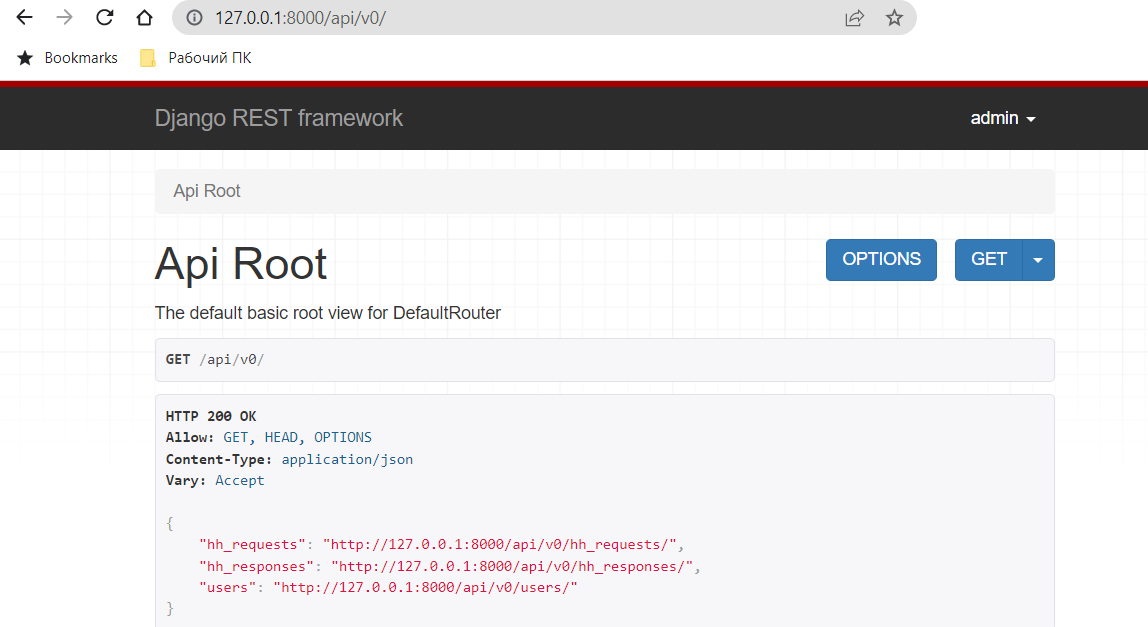 127.0.0.1:8000/api/v0/
Bookmarks Рабочий ПК
Django REST framework admin
Api Root
Api Root OPTIONS GET
The default basic root view for DefaultRouter
GET /api/v0/
HTTP 200 OK
Allow: GET, HEAD, OPTIONS
Content-Type: application/json
Vary: Accept
{
    "hh_requests": "http://127.0.0.1:8000/api/v0/hh_requests/",
    "hh_responses": "http://127.0.0.1:8000/api/v0/hh_responses/",
    "users": "http://127.0.0.1:8000/api/v0/users/"
}